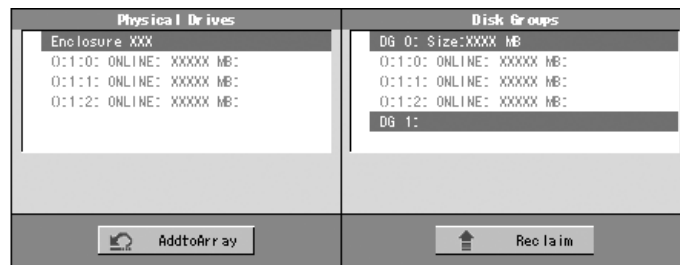 Physical Drives
Enclosure XXX
0:1:0: ONLINE: XXXXX MB:
0:1:1: ONLINE: XXXXX MB:
0:1:2: ONLINE: XXXXX MB:
AddtoArray
Disk Groups
DG 0: Size:XXXX MB
0:1:0: ONLINE: XXXXX MB:
0:1:1: ONLINE: XXXXX MB:
0:1:2: ONLINE: XXXXX MB:
DG 1:
Reclaim